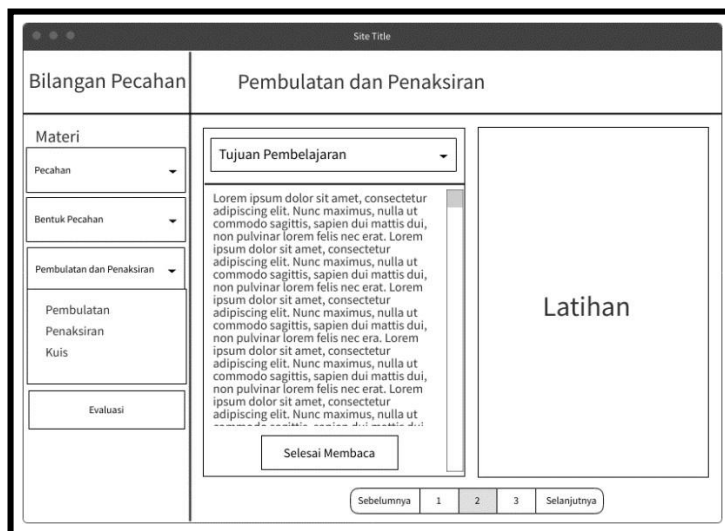 Site Title
Bilangan Pecahan
Pembulatan dan Penaksiran
Materi
Pecahan
Bentuk Pecahan
Pembulatan dan Penaksiran
Pembulatan
Penaksiran
Kuis
Evaluasi
Tujuan Pembelajaran
Lorem ipsum dolor sit amet, consectetur
adipiscing elit. Nunc maximus, nulla ut
commodo sagittis, sapien dui mattis dui,
non pulvinar lorem felis nec erat. Lorem
ipsum dolor sit amet, consectetur
adipiscing elit. Nunc maximus, nulla ut
commodo sagittis, sapien dui mattis dui,
non pulvinar lorem felis nec erat. Lorem
ipsum dolor sit amet, consectetur
adipiscing elit. Nunc maximus, nulla ut
commodo sagittis, sapien dui mattis dui,
non pulvinar lorem felis nec era. Lorem
ipsum dolor sit amet, consectetur
adipiscing elit. Nunc maximus, nulla ut
commodo sagittis, sapien dui mattis dui,
non pulvinar lorem felis nec erat. Lorem
ipsum dolor sit amet, consectetur
adipiscing elit. Nunc maximus, nulla ut
Selesai Membaca
Latihan
Sebelumnya 1 2 3 Selanjutnya